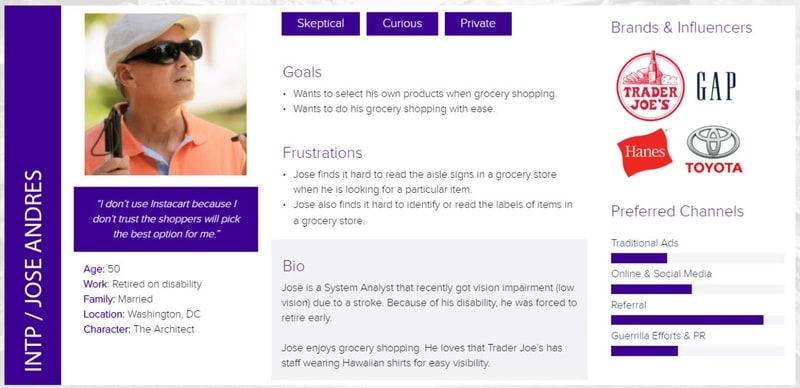 INTP / JOSE ANDRES
"I don't use Instacart because I
don't trust the shoppers will pick
the best option for me."
Age: 50
Work: Retired on disability
Family: Married
Location: Washington, DC
Character: The Architect
Skeptical
Curious
Private
Goals
• Wants to select his own products when grocery shopping.
• Wants to do his grocery shopping with ease.
Frustrations
• Jose finds it hard to read the aisle signs in a grocery store
when he is looking for a particular item.
• Jose also finds it hard to identify or read the labels of items in
a grocery store.
Bio
Jose is a System Analyst that recently got vision impairment (low
vision) due to a stroke. Because of his disability, he was forced to
retire early.
Jose enjoys grocery shopping. He loves that Trader Joe's has
staff wearing Hawaiian shirts for easy visibility.
Brands & Influencers
TRADER
JOE'S
GAP
Hanes
TOYOTA
Preferred Channels
Traditional Ads
Online & Social Media
Referral
Guerrilla Efforts & PR